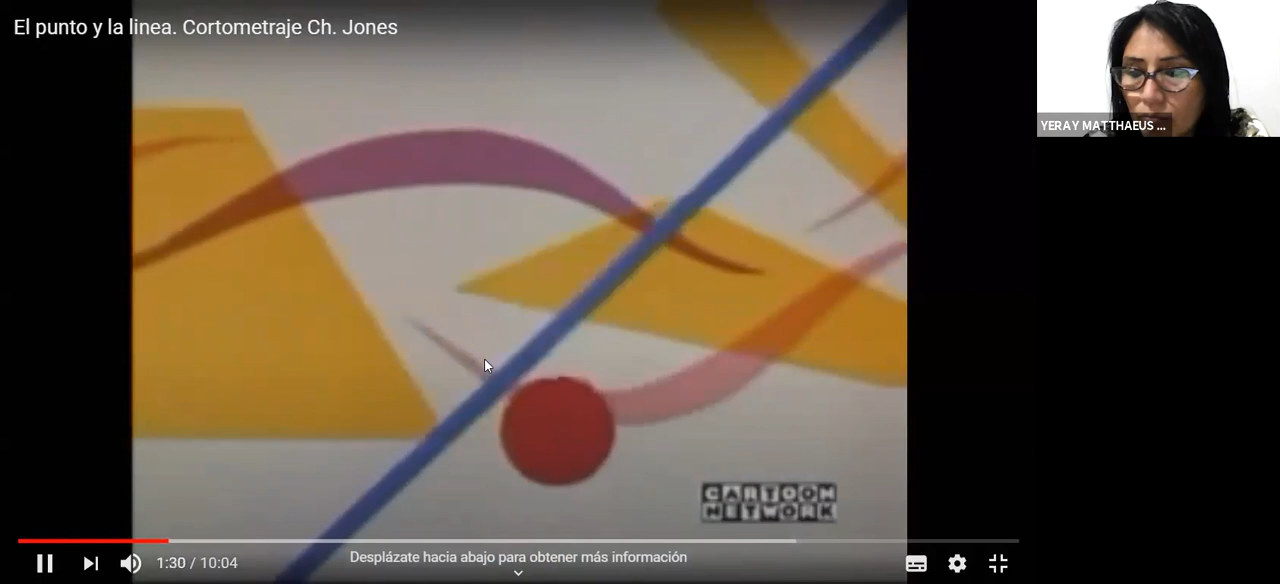 El punto y la linea. Cortometraje Ch. Jones
YERAY MATTHAEUS ...
CARTOON
NETWORK
1:30 / 10:04
Desplázate hacia abajo para obtener más información